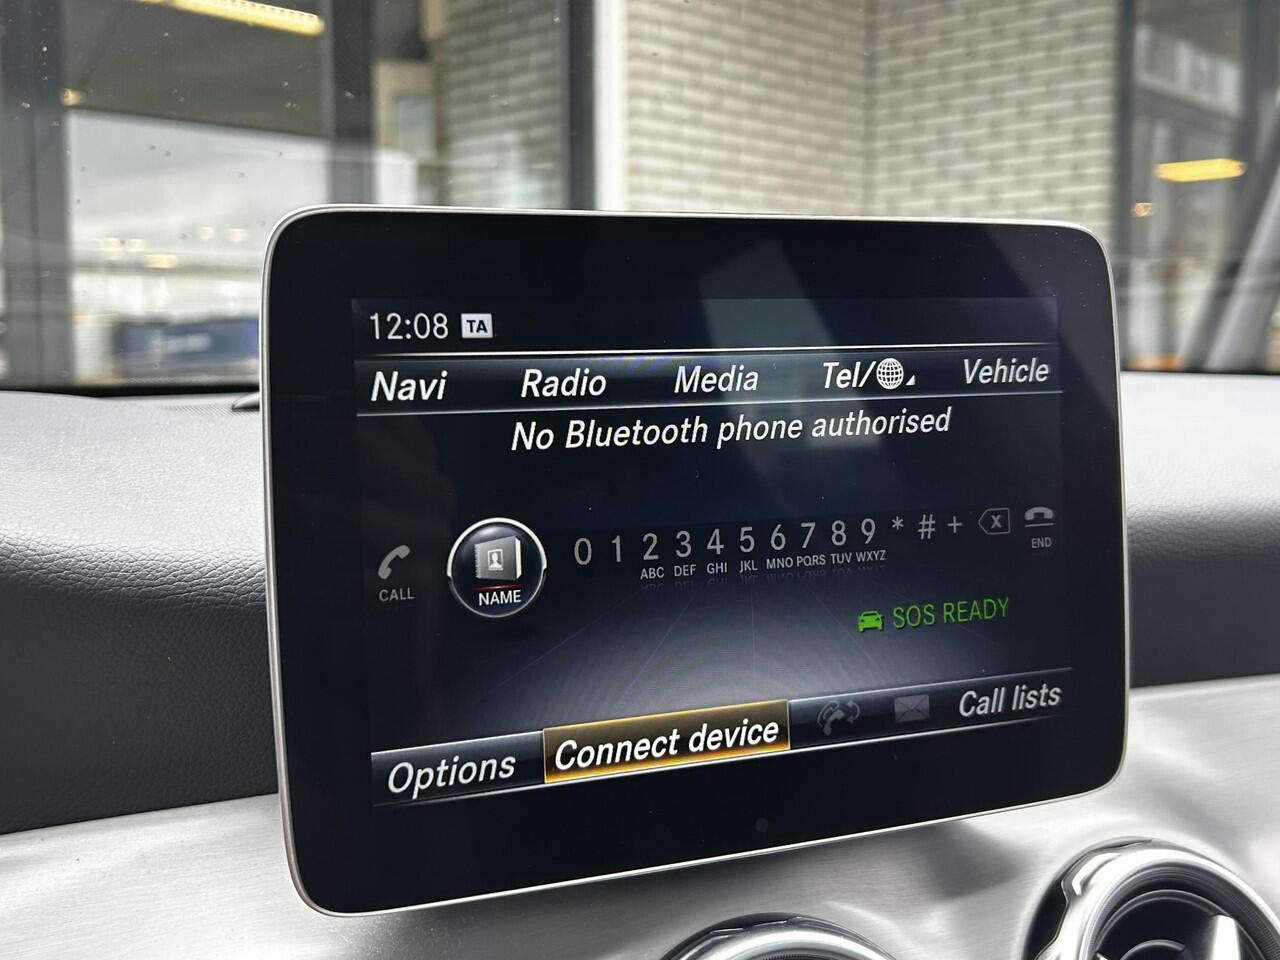 12:08 TA
Navi Radio Media Tel/ Vehicle
No Bluetooth phone authorised
0 1 2 3 4 5 6 7 8 9 * # +
ABC DEF GHI JKL MNO PQRS TUV WXYZ
CALL NAME X END
SOS READY
Options Connect device Call lists